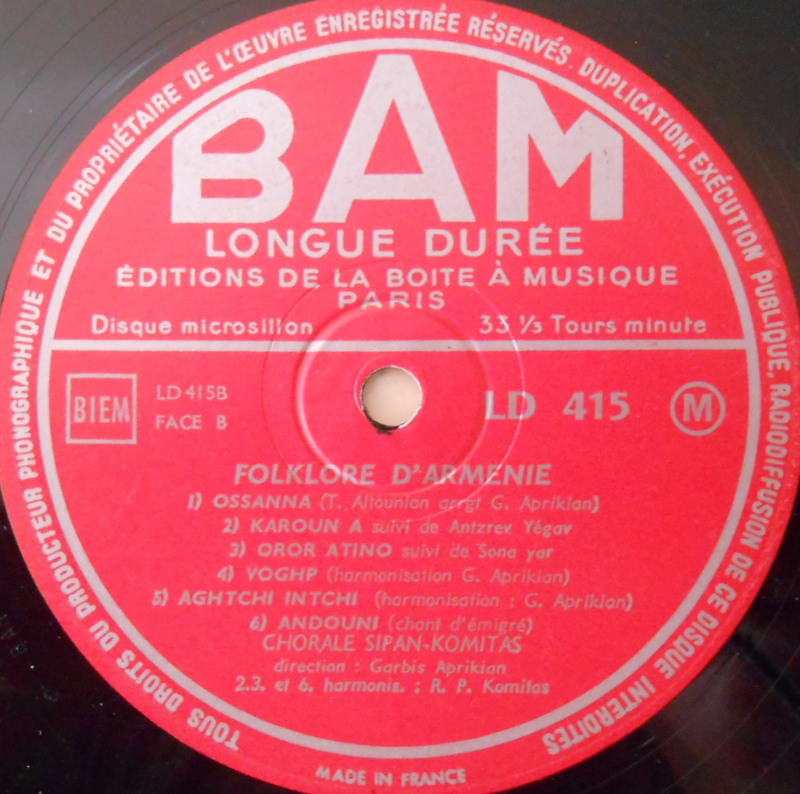 TOUS DROITS DU PRODUCTEUR PHONOGRAPHIQUE ET DU PROPRIÉTAIRE DE L'ŒUVRE ENREGISTRÉE RÉSERVÉS. DUPLICATION, EXÉCUTION PUBLIQUE, RADIODIFFUSION DE CE DISQUE INTERDITES
BAM
LONGUE DURÉE
ÉDITIONS DE LA BOITE À MUSIQUE
PARIS
Disque microsillon 33 ⅓ Tours minute
BIEM
LD 415B
FACE B
LD 415
M
FOLKLORE D'ARMENIE
1) OSSANNA (T. Altounian arrgt G. Aprikian)
2) KAROUN A suivi de Antzrev Yégav
3) OROR ATINO suivi de Sona yar
4) VOGHP (harmonisation G. Aprikian)
5) AGHTCHI INTCHI (harmonisation : G. Aprikian)
6) ANDOUNI (chant d'émigré)
CHORALE SIPAN-KOMITAS
direction : Garbis Aprikian
2.3. et 6. harmonis. : R. P. Komitas
MADE IN FRANCE